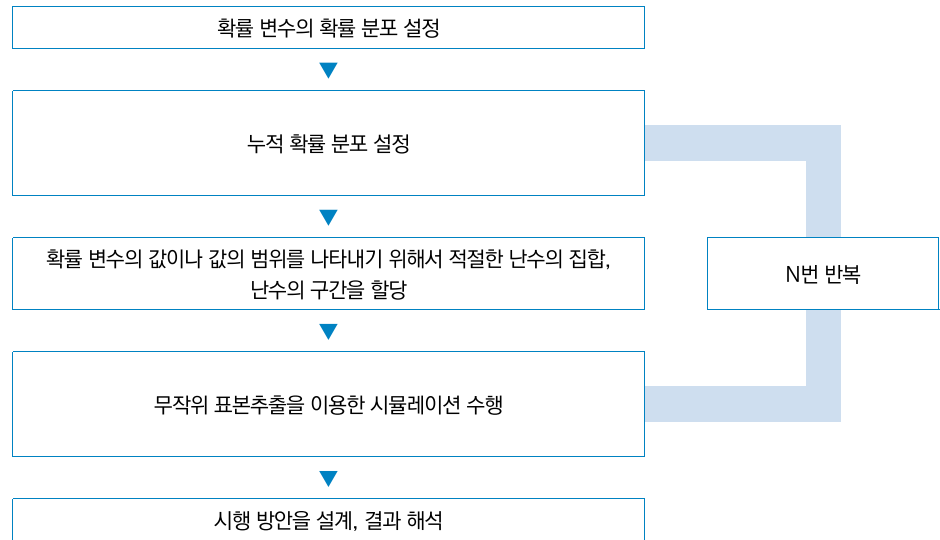 확률 변수의 확률 분포 설정
누적 확률 분포 설정
확률 변수의 값이나 값의 범위를 나타내기 위해서 적절한 난수의 집합,
난수의 구간을 할당
N번 반복
무작위 표본추출을 이용한 시뮬레이션 수행
시행 방안을 설계, 결과 해석